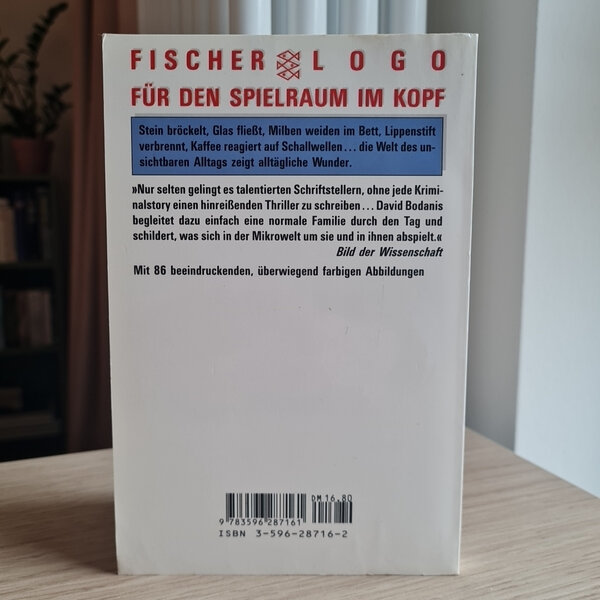 FISCHER LOGO
FÜR DEN SPIELRAUM IM KOPF
Stein bröckelt, Glas fließt, Milben weiden im Bett, Lippenstift
verbrennt, Kaffee reagiert auf Schallwellen... die Welt des un-
sichtbaren Alltags zeigt alltägliche Wunder.
»Nur selten gelingt es talentierten Schriftstellern, ohne jede Krimi-
nalstory einen hinreißenden Thriller zu schreiben... David Bodanis
begleitet dazu einfach eine normale Familie durch den Tag und
schildert, was sich in der Mikrowelt um sie und in ihnen abspielt.«
Bild der Wissenschaft
Mit 86 beeindruckenden, überwiegend farbigen Abbildungen
DM 16.80
9 783596 287161
ISBN 3-596-28716-2